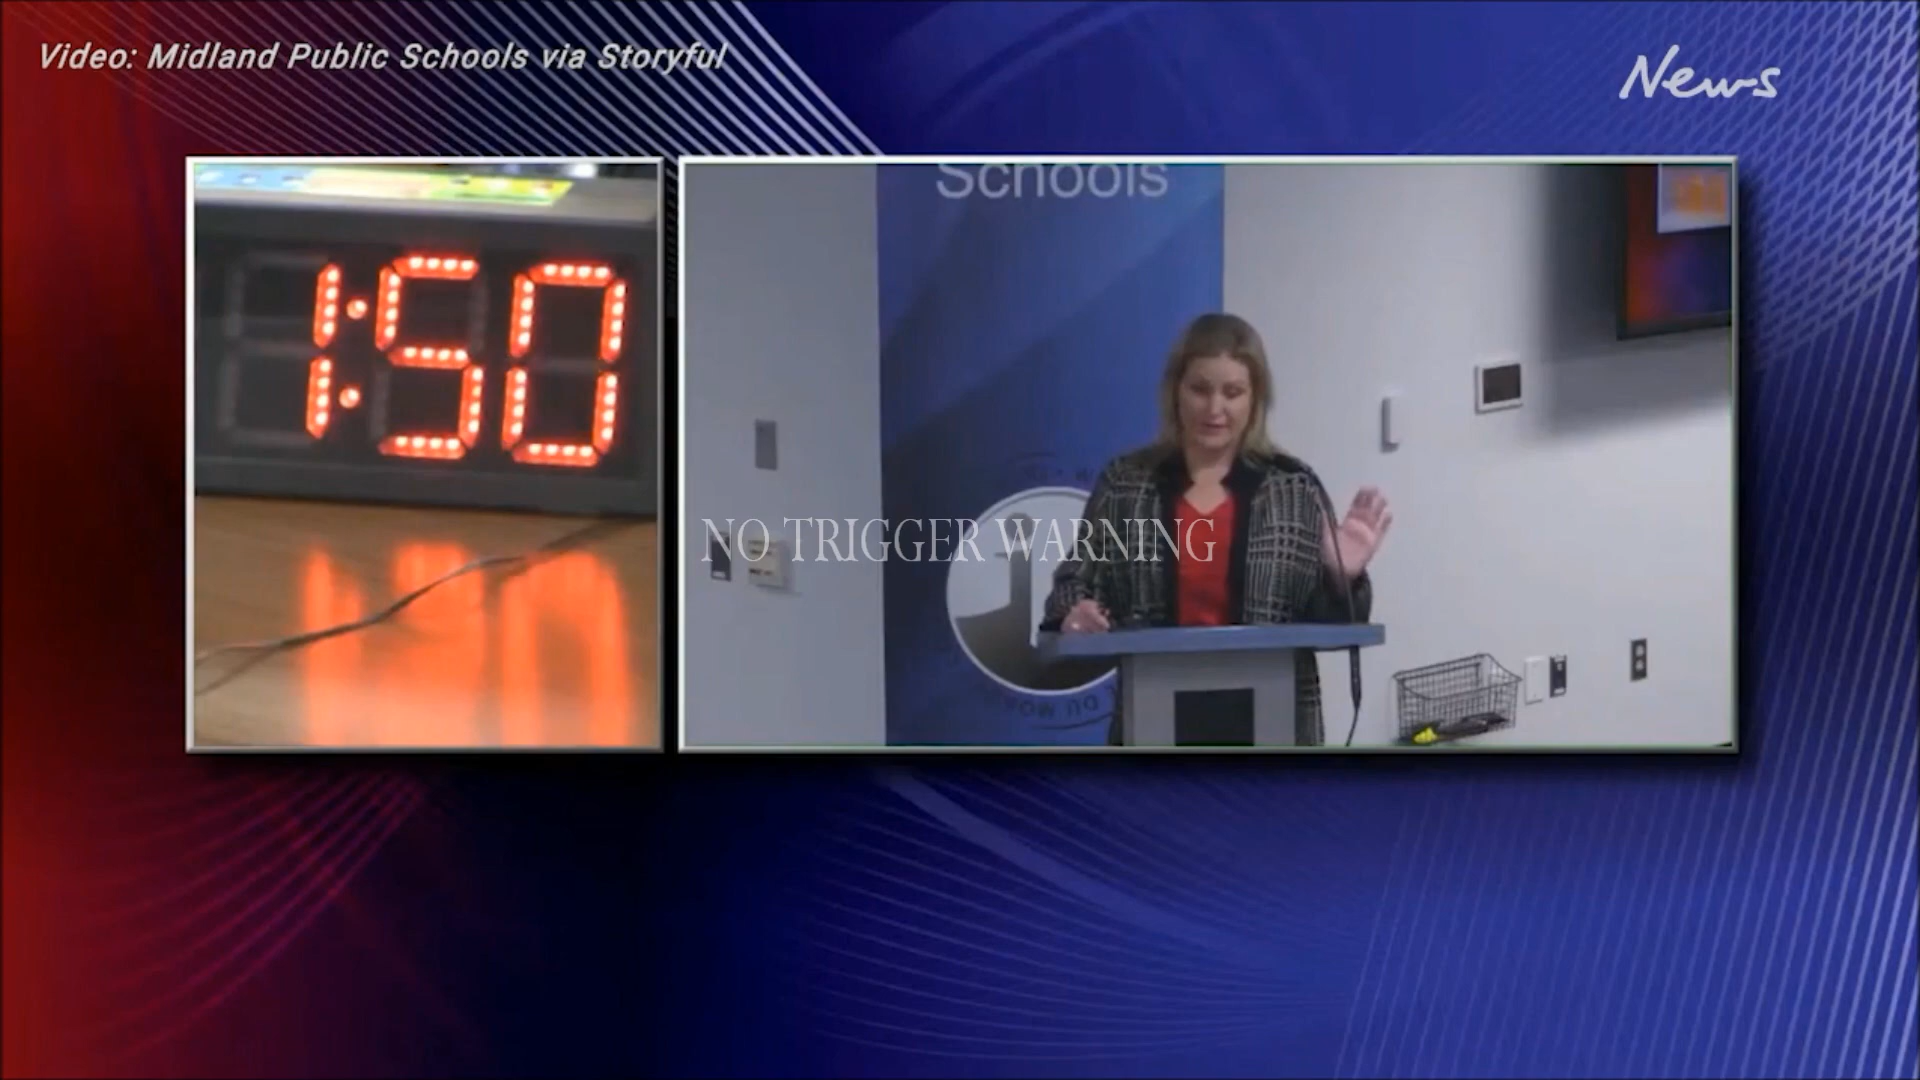 Video: Midland Public Schools via Storyful
News
1:50
Schools
NO TRIGGER WARNING